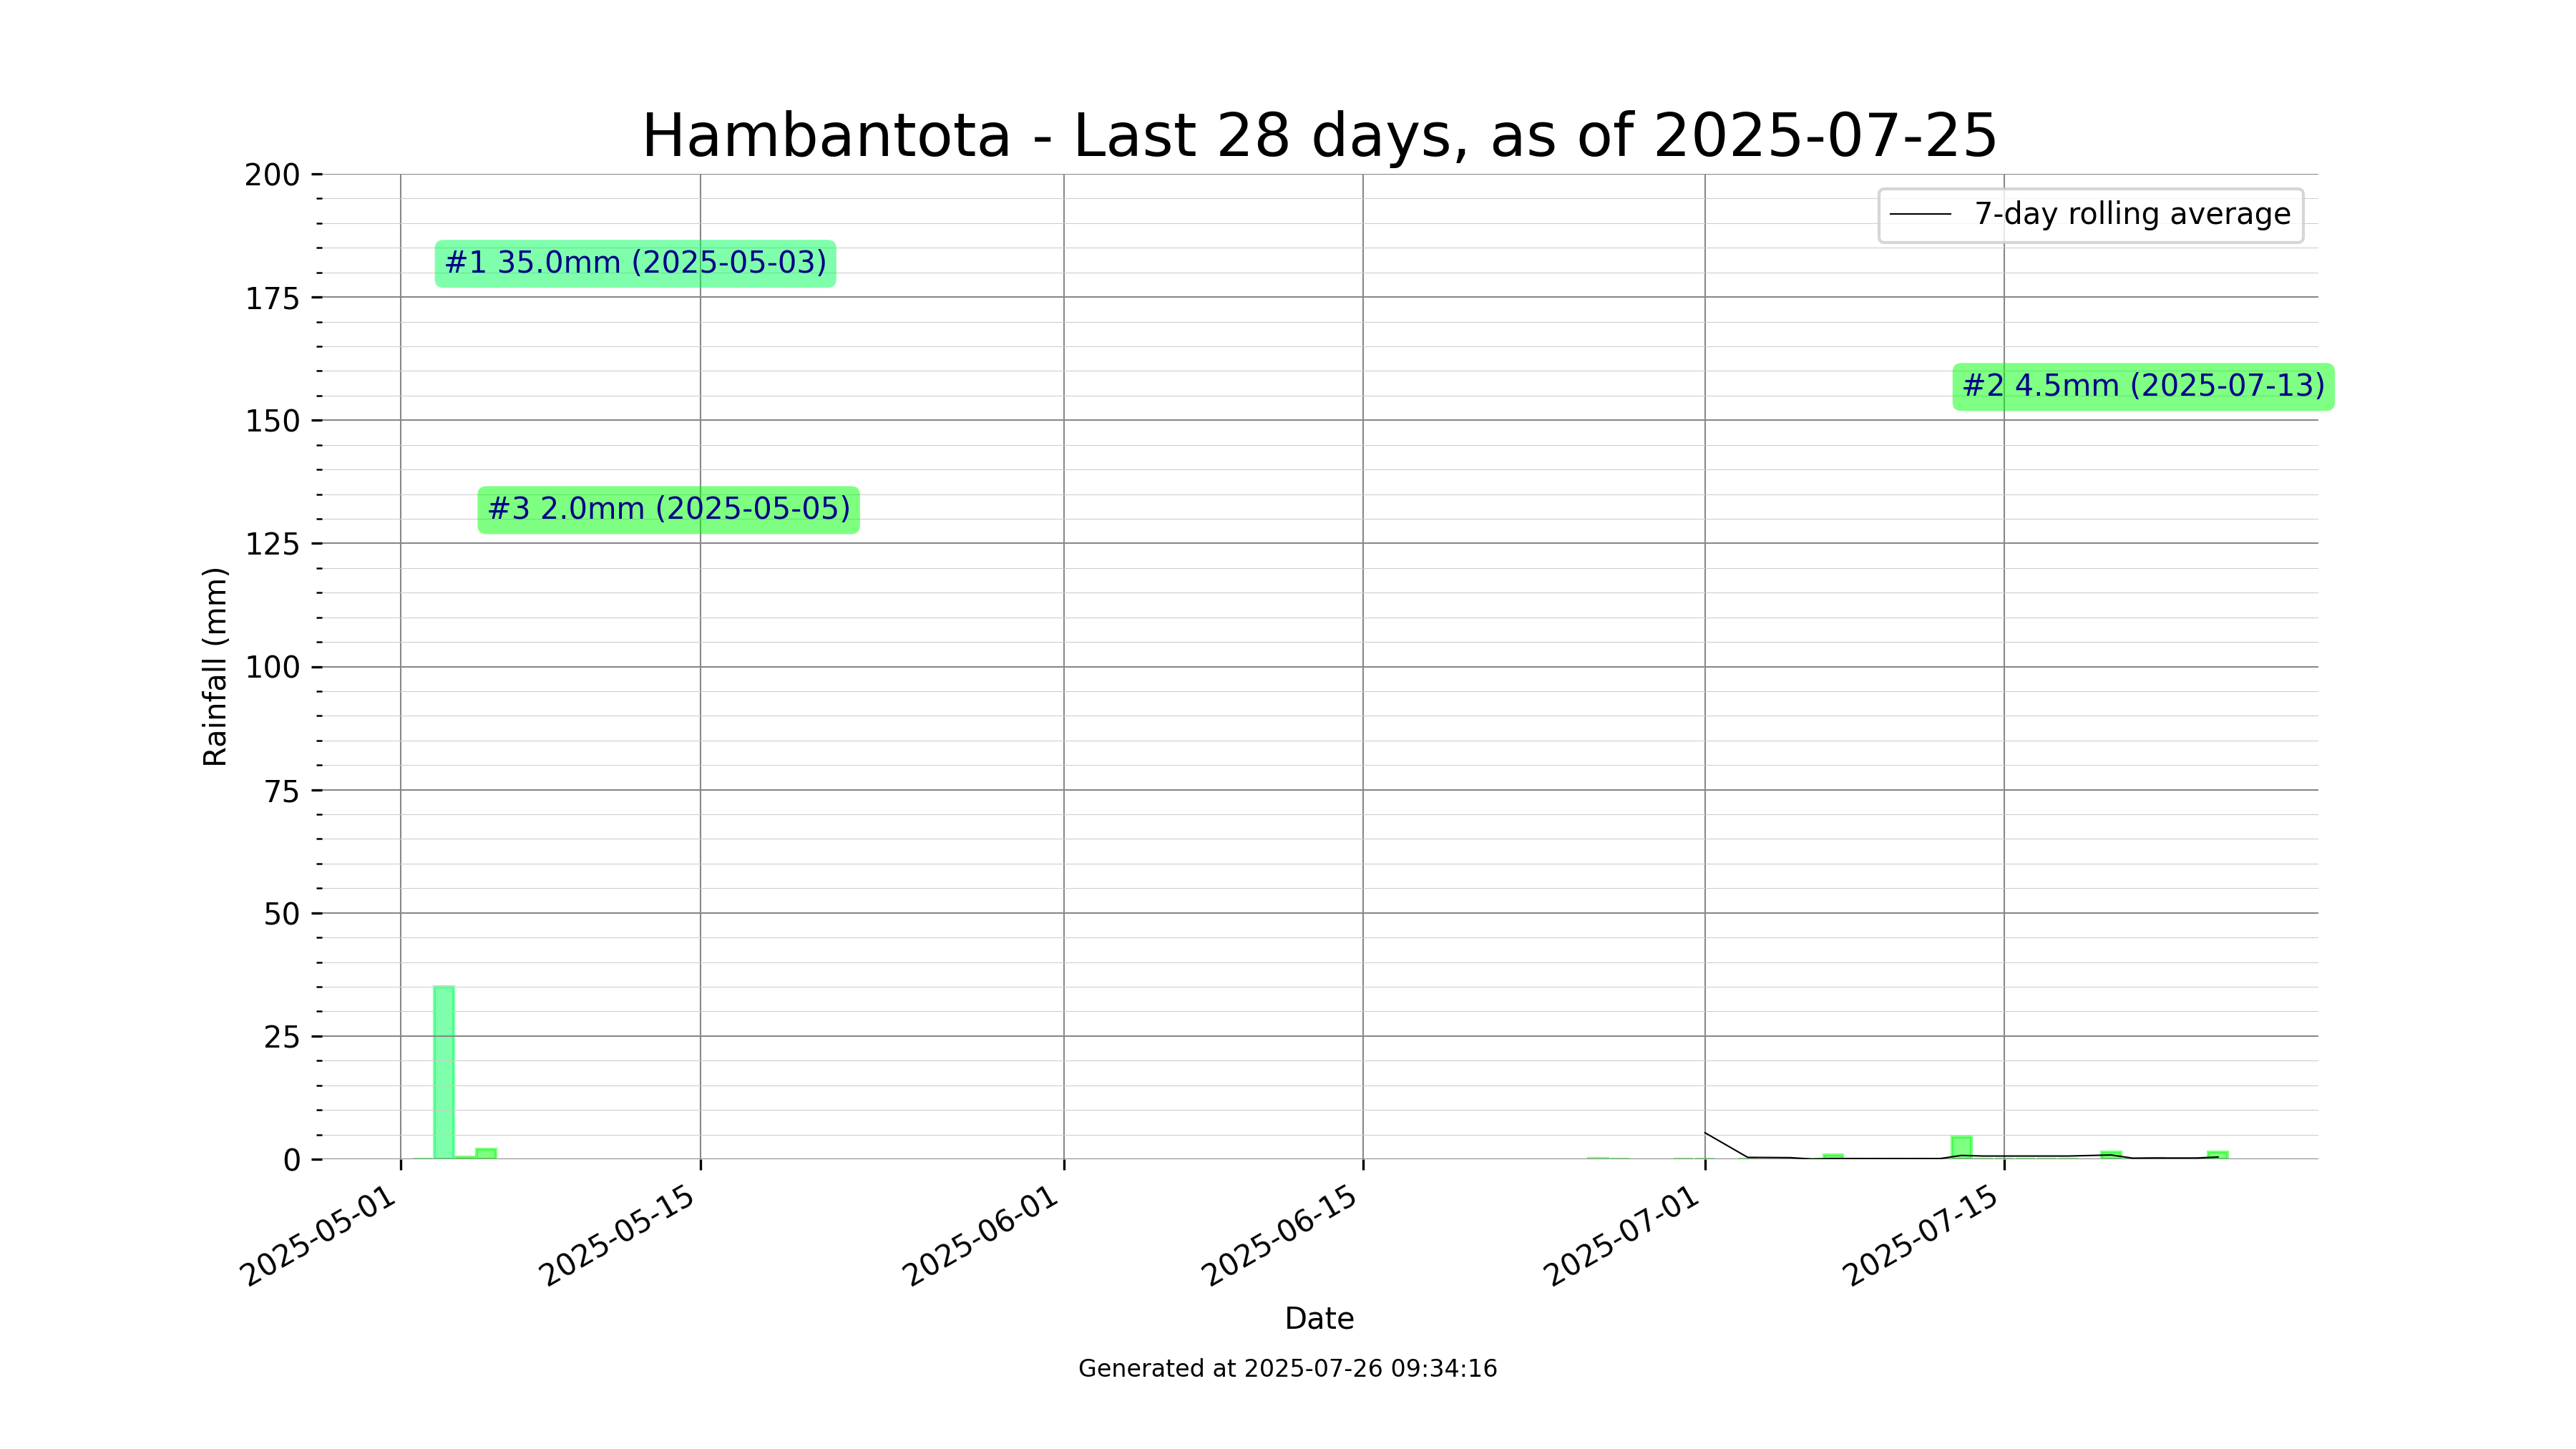 Hambantota - Last 28 days, as of 2025-07-25
7-day rolling average
#1 35.0mm (2025-05-03)
#2 4.5mm (2025-07-13)
#3 2.0mm (2025-05-05)
Rainfall (mm)
200
175
150
125
100
75
50
25
0
2025-05-01
2025-05-15
2025-06-01
2025-06-15
2025-07-01
2025-07-15
Date
Generated at 2025-07-26 09:34:16